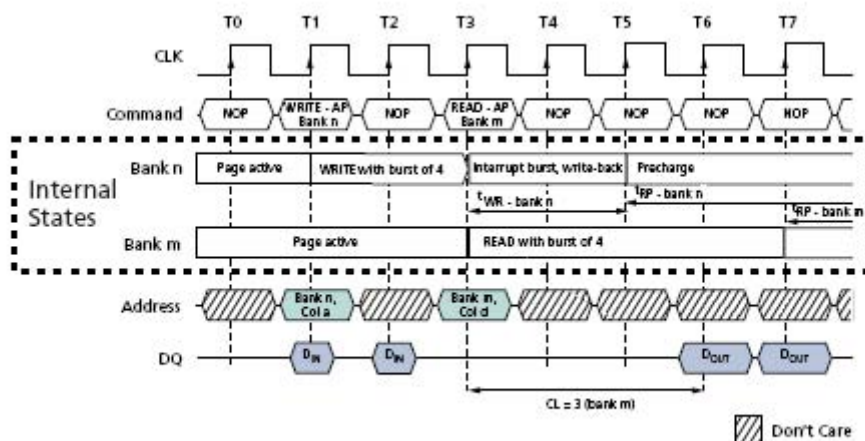 T0 T1 T2 T3 T4 T5 T6 T7
CLK
Command NOP WRITE - AP Bank n NOP READ - AP Bank m NOP NOP NOP NOP
Internal States
Bank n Page active WRITE with burst of 4 Interrupt burst, write-back Precharge
tWR - bank n tRP - bank n
tRP - bank m
Bank m Page active READ with burst of 4
Address Bank n, Col a Bank m, Col d
DQ DIN DIN DOUT DOUT
CL = 3 (bank m)
Don't Care